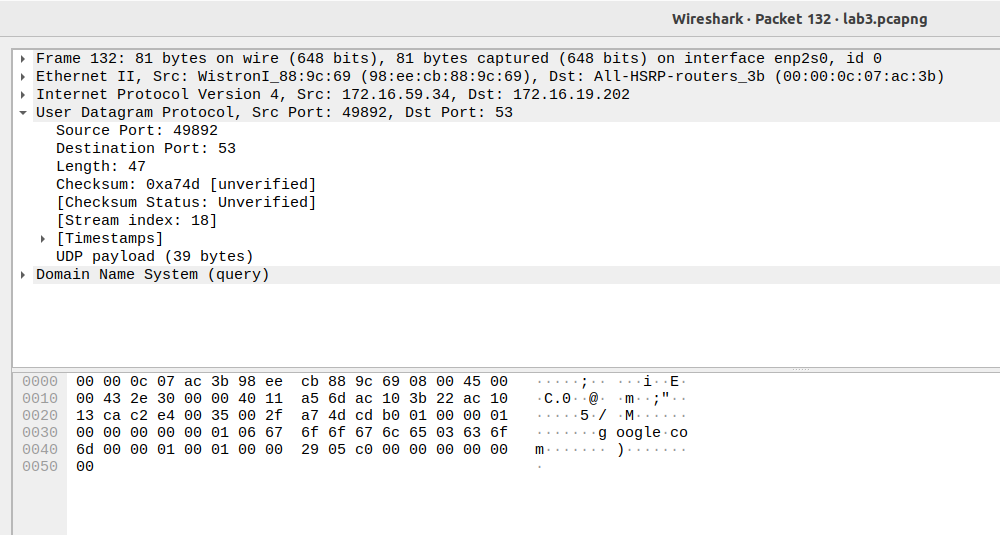 Wireshark · Packet 132 · lab3.pcapng
Frame 132: 81 bytes on wire (648 bits), 81 bytes captured (648 bits) on interface enp2s0, id 0
Ethernet II, Src: WistronI_88:9c:69 (98:ee:cb:88:9c:69), Dst: All-HSRP-routers_3b (00:00:0c:07:ac:3b)
Internet Protocol Version 4, Src: 172.16.59.34, Dst: 172.16.19.202
User Datagram Protocol, Src Port: 49892, Dst Port: 53
Source Port: 49892
Destination Port: 53
Length: 47
Checksum: 0xa74d [unverified]
[Checksum Status: Unverified]
[Stream index: 18]
[Timestamps]
UDP payload (39 bytes)
Domain Name System (query)
0000 00 00 0c 07 ac 3b 98 ee cb 88 9c 69 08 00 45 00 ·····;·· ···i··E·
0010 00 43 2e 30 00 00 40 11 a5 6d ac 10 3b 22 ac 10 ·C.0··@· ·m··;"··
0020 13 ca c2 e4 00 35 00 2f a7 4d cd b0 01 00 00 01 ·····5·/ ·M······
0030 00 00 00 00 00 01 06 67 6f 6f 67 6c 65 03 63 6f ·······g oogle·co
0040 6d 00 00 01 00 01 00 00 29 05 c0 00 00 00 00 00 m······· )·······
0050 00 ·